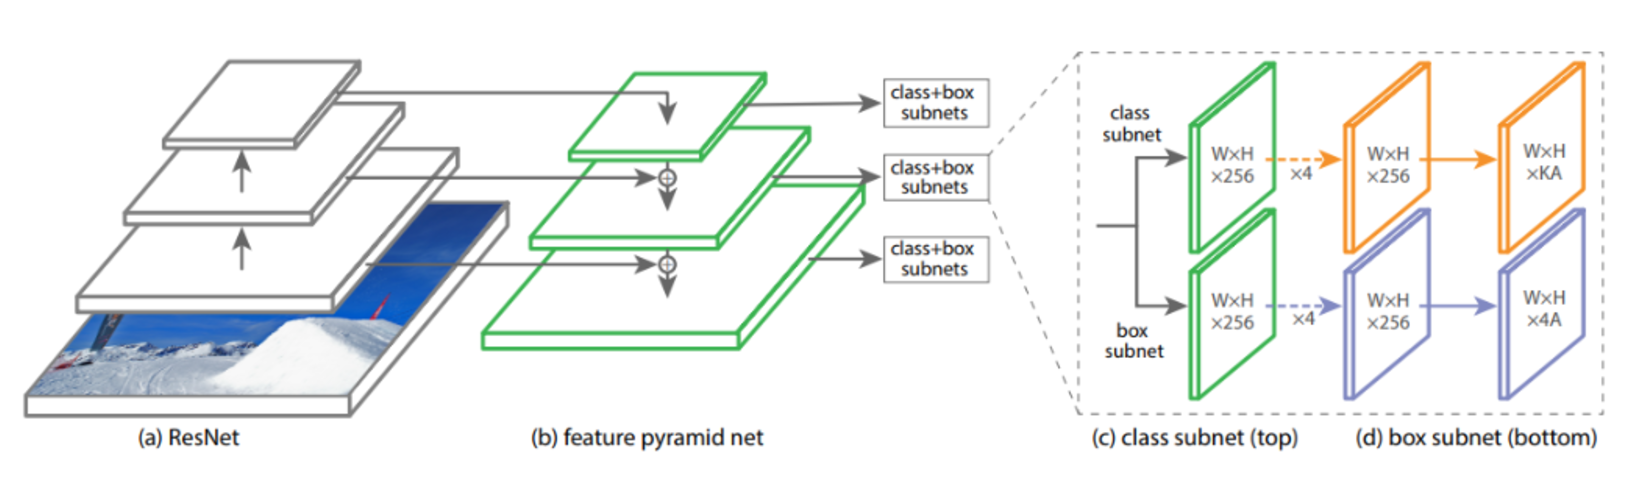 class+box
subnets
class+box
subnets
class+box
subnets
class
subnet
W×H
×256
×4
W×H
×256
W×H
×KA
box
subnet
W×H
×256
×4
W×H
×256
W×H
×4A
(a) ResNet
(b) feature pyramid net
(c) class subnet (top)
(d) box subnet (bottom)